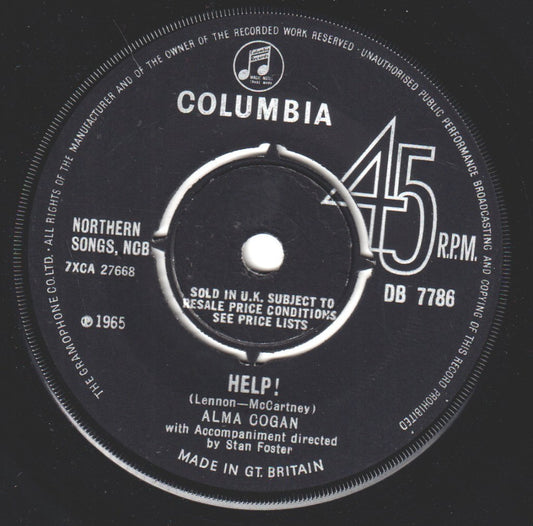 THE GRAMOPHONE CO. LTD. · ALL RIGHTS OF THE MANUFACTURER AND OF THE OWNER OF THE RECORDED WORK RESERVED · UNAUTHORISED PUBLIC PERFORMANCE BROADCASTING AND COPYING OF THIS RECORD PROHIBITED
COLUMBIA
45
R.P.M.
NORTHERN
SONGS, NCB
7XCA 27668
DB 7786
℗ 1965
SOLD IN U.K. SUBJECT TO
RESALE PRICE CONDITIONS
SEE PRICE LISTS
HELP!
(Lennon—McCartney)
ALMA COGAN
with Accompaniment directed
by Stan Foster
MADE IN GT. BRITAIN